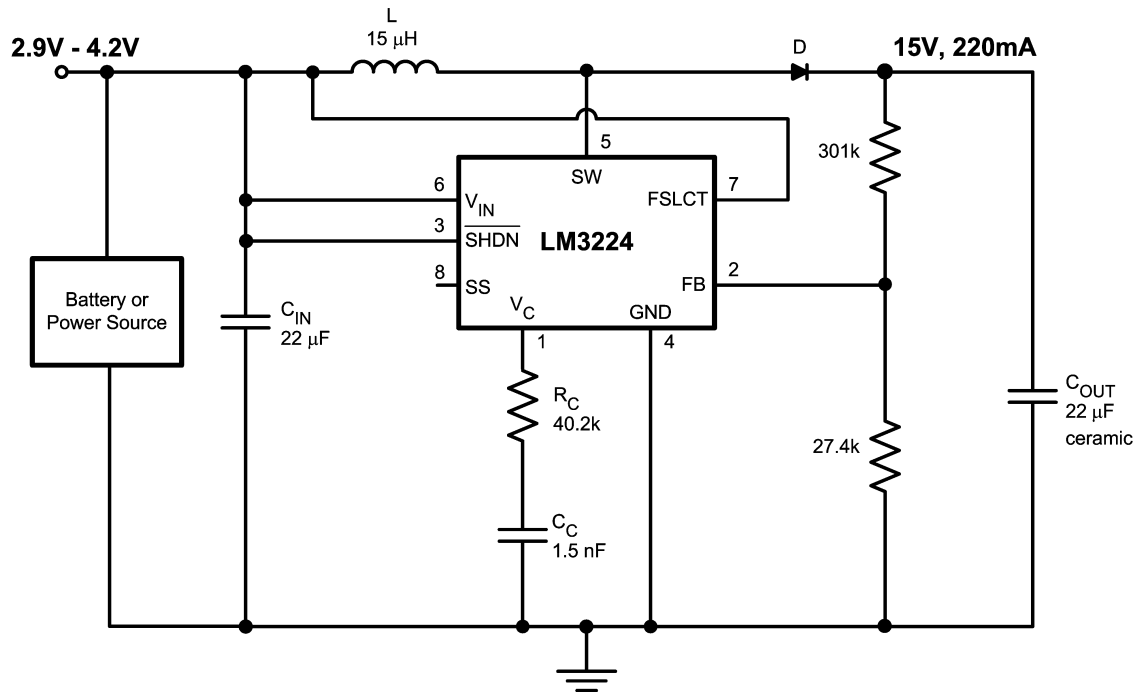 L
15 μH
2.9V - 4.2V
D
15V, 220mA
5
SW
301k
6
V_IN
FSLCT
7
3
SHDN
LM3224
8
SS
FB
2
V_C
GND
1
4
Battery or
Power Source
C_IN
22 μF
R_C
40.2k
C_OUT
22 μF
ceramic
27.4k
C_C
1.5 nF